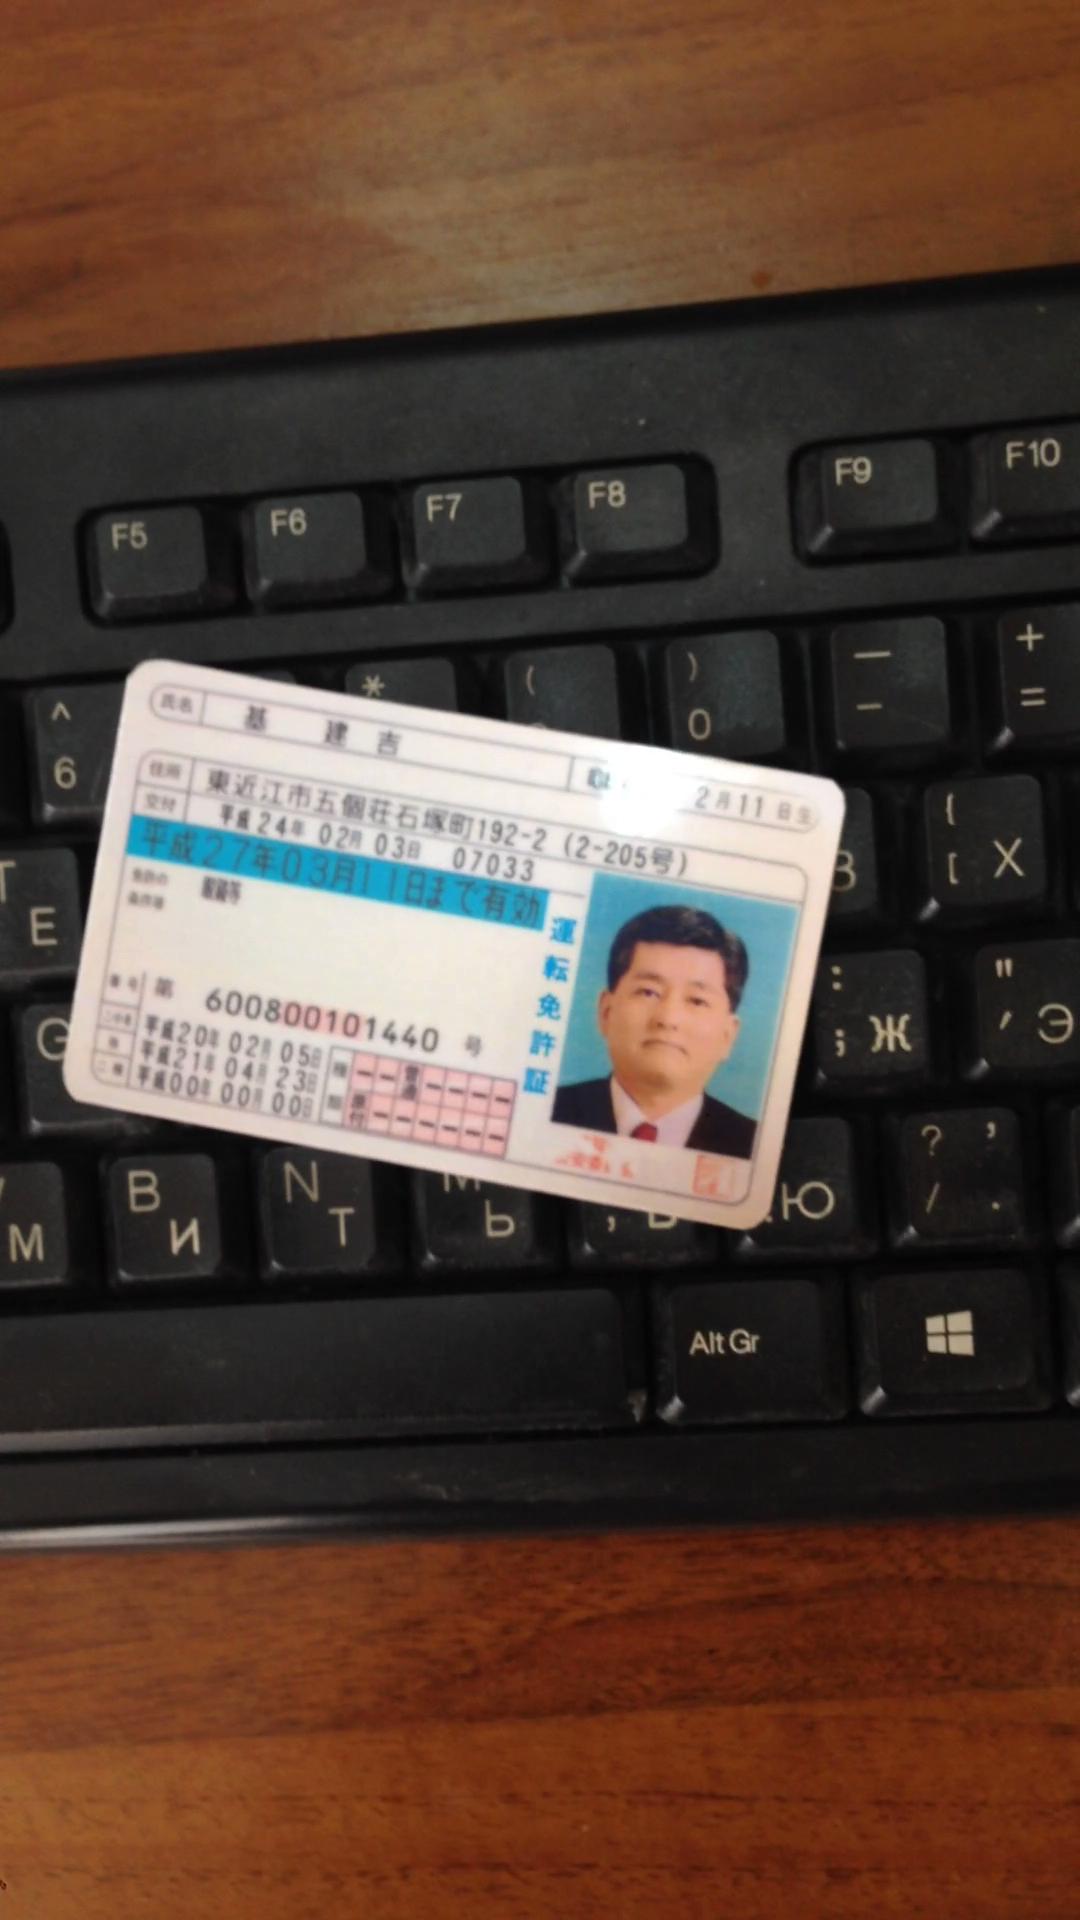 F5 F6 F7 F8 F9 F10
^ * ( ) — +
6 0 - =
氏名 基 建吉
2月11日生
住所 東近江市五個荘石塚町192-2 (2-205号)
交付 平成24年 02月 03日 07033
平成27年03月11日まで有効
免許の
条件等
眼鏡等
運転免許証
番号 第 600800101440 号
平成20年 02月 05日
平成21年 04月 23日
平成00年 00月 00日
二小原
他
二種
種類
普通
原付
T E { [ Х
G : ; Ж " ' Э
М B И N Т M Ь , Ю ? / , .
Alt Gr